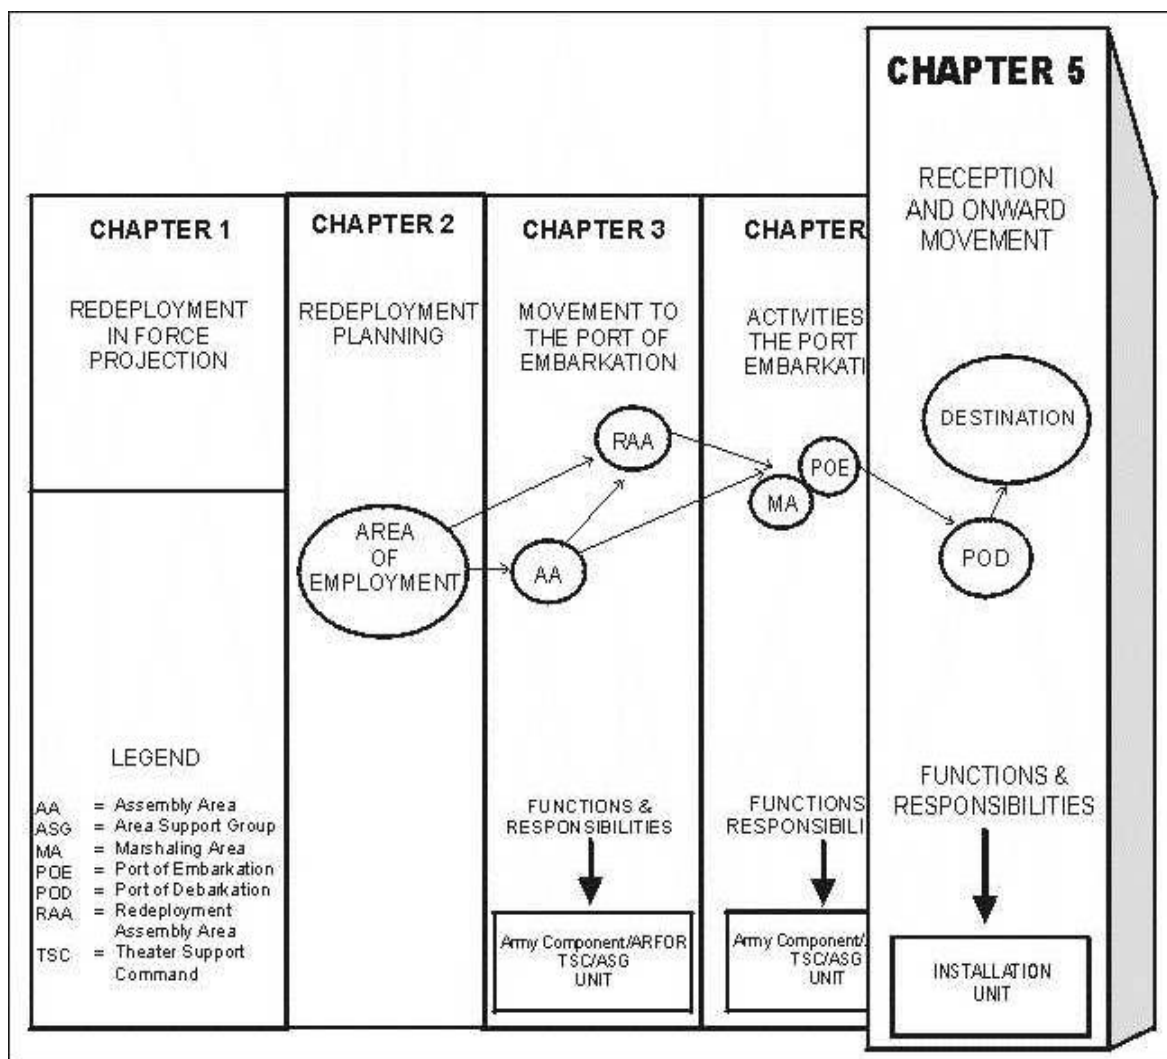 CHAPTER 1
REDEPLOYMENT
IN FORCE
PROJECTION
LEGEND
AA = Assembly Area
ASG = Area Support Group
MA = Marshaling Area
POE = Port of Embarkation
POD = Port of Debarkation
RAA = Redeployment
Assembly Area
TSC = Theater Support
Command
CHAPTER 2
REDEPLOYMENT
PLANNING
AREA
OF
EMPLOYMENT
CHAPTER 3
MOVEMENT TO
THE PORT OF
EMBARKATION
RAA
AA
FUNCTIONS &
RESPONSIBILITIES
Army Component/ARFOR
TSC/ASG
UNIT
CHAPTER
ACTIVITIES
THE PORT
EMBARKATI
POE
MA
FUNCTIONS
RESPONSIBILI
Army Component/
TSC/ASG
UNIT
CHAPTER 5
RECEPTION
AND ONWARD
MOVEMENT
DESTINATION
POD
FUNCTIONS &
RESPONSIBILITIES
INSTALLATION
UNIT